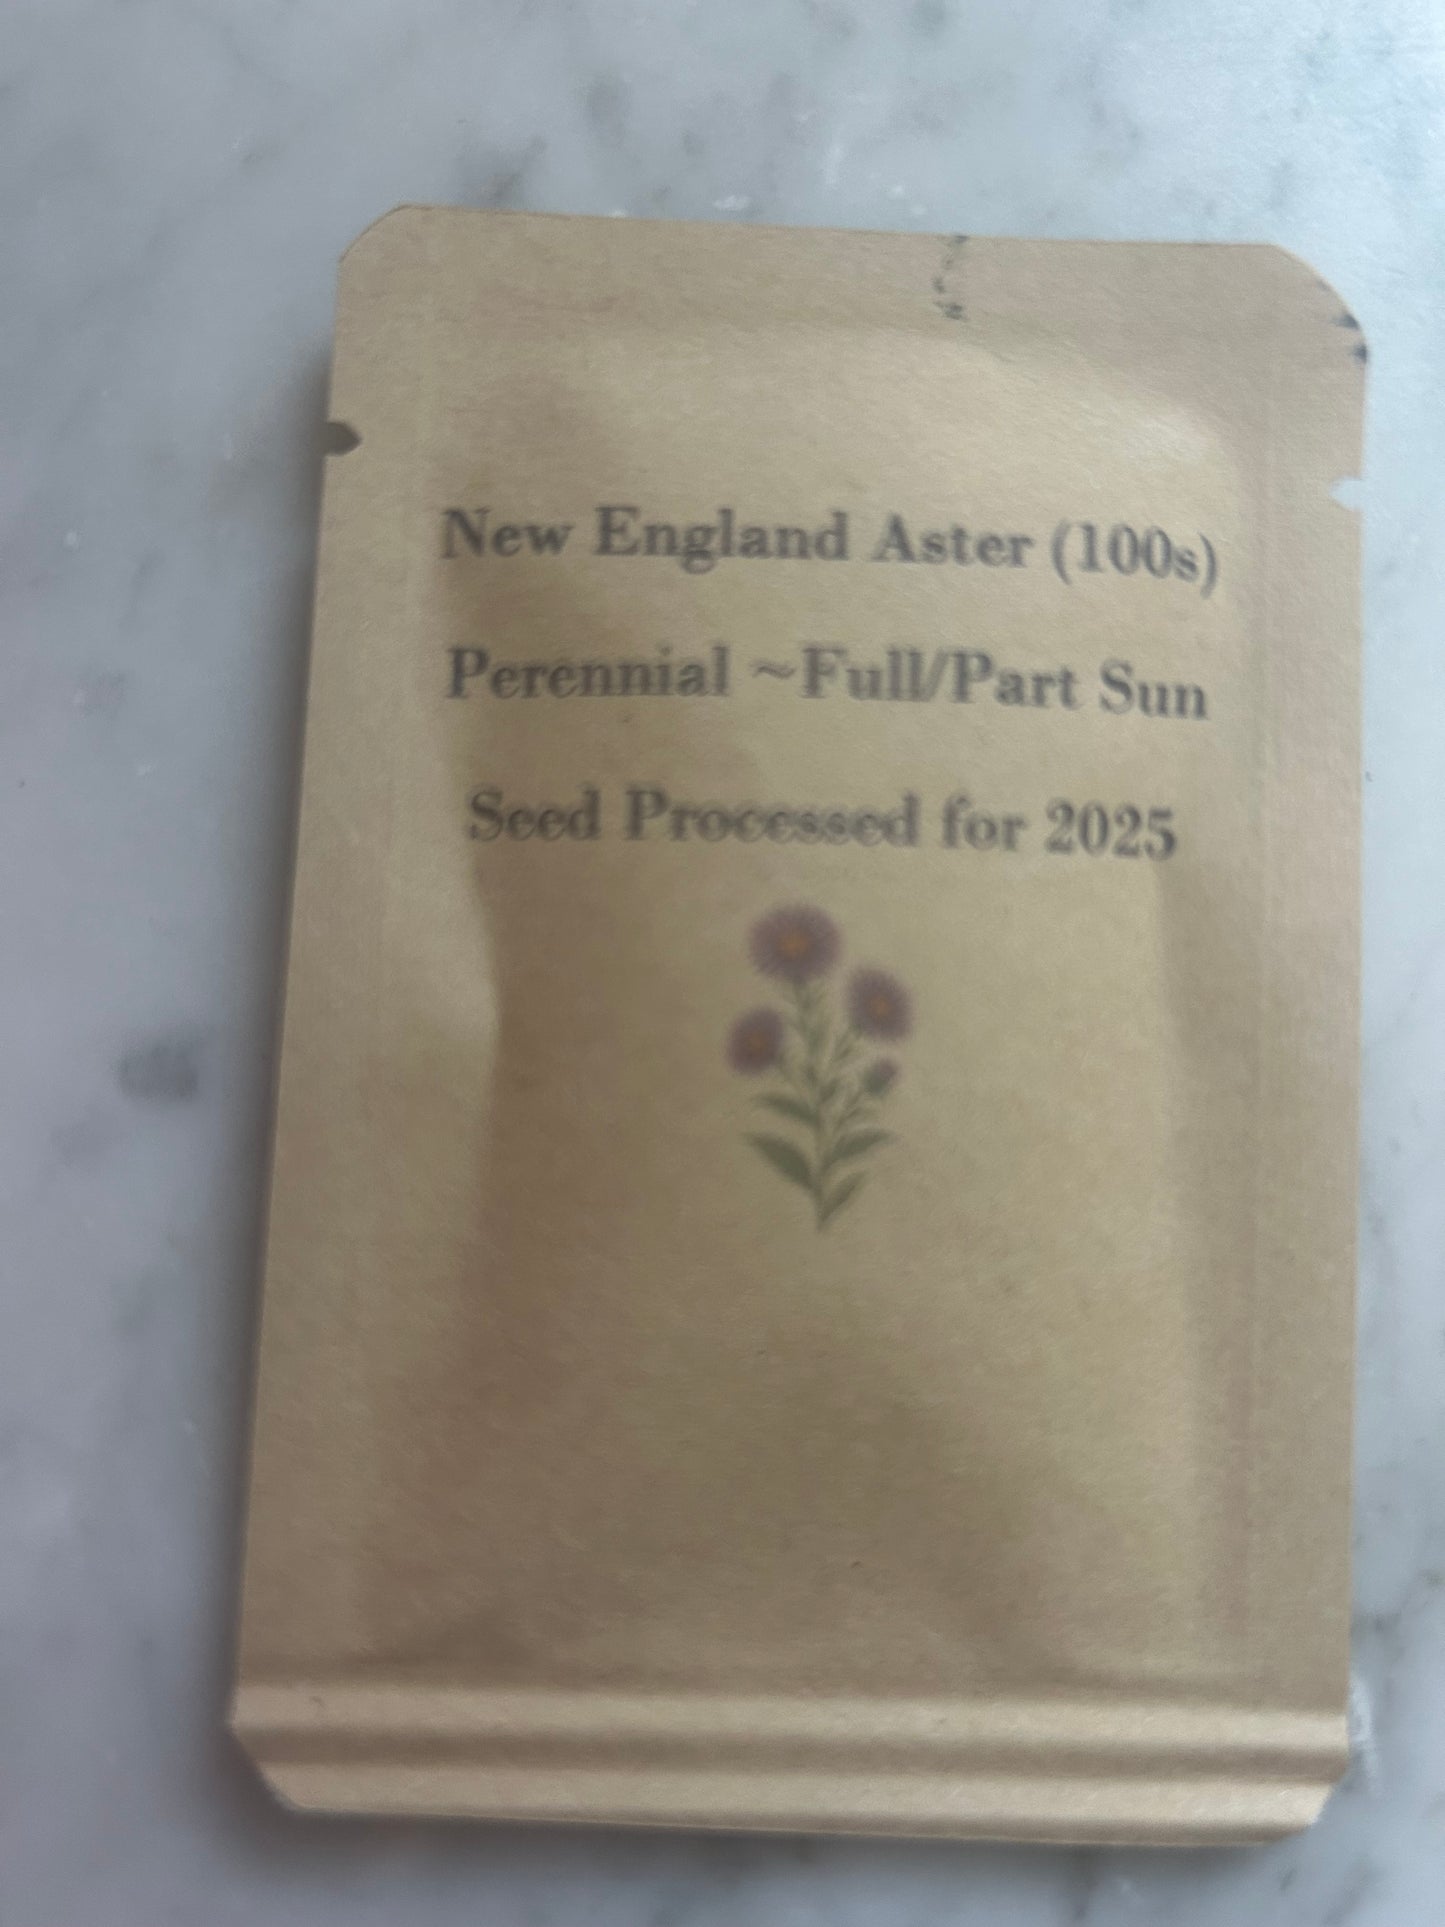 New England Aster (100s)
Perennial ~Full/Part Sun
Seed Processed for 2025